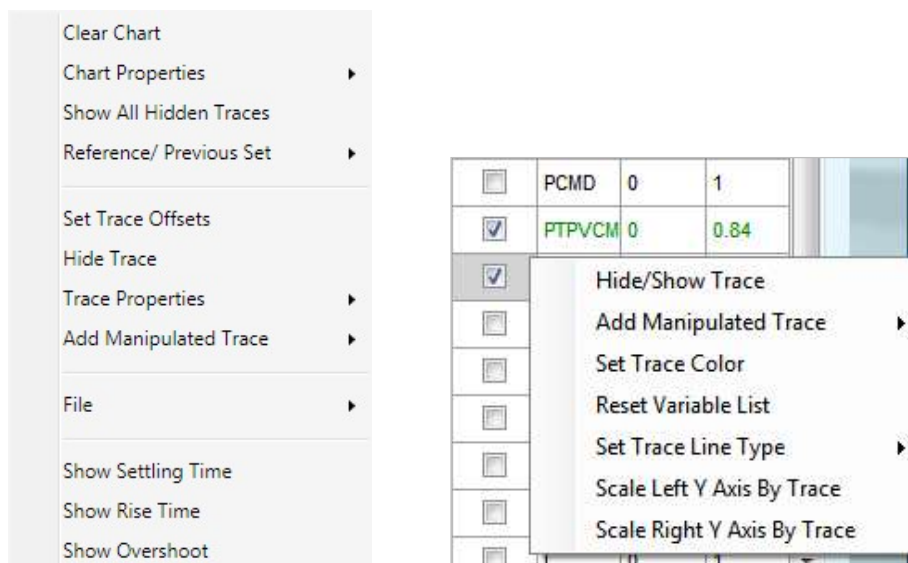 Clear Chart
Chart Properties
Show All Hidden Traces
Reference/ Previous Set
Set Trace Offsets
Hide Trace
Trace Properties
Add Manipulated Trace
File
Show Settling Time
Show Rise Time
Show Overshoot
PCMD 0 1
PTPVCM 0 0.84
Hide/Show Trace
Add Manipulated Trace
Set Trace Color
Reset Variable List
Set Trace Line Type
Scale Left Y Axis By Trace
Scale Right Y Axis By Trace